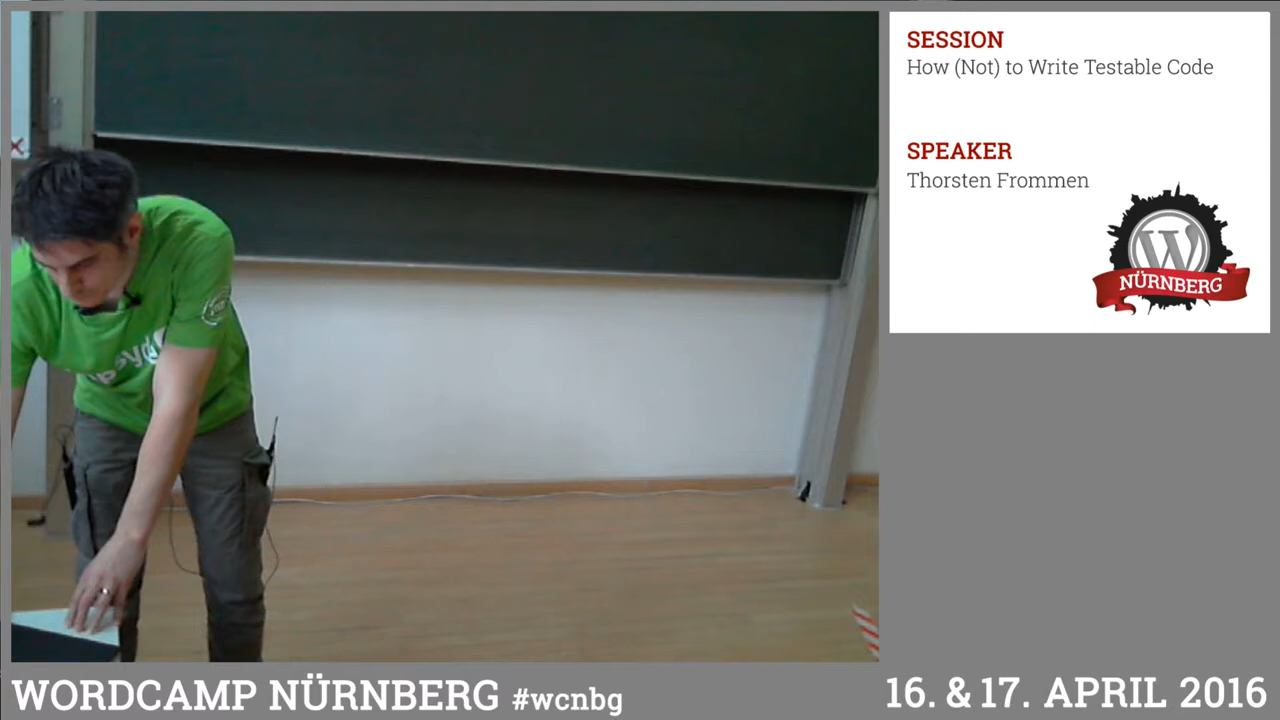 SESSION
How (Not) to Write Testable Code
SPEAKER
Thorsten Frommen
W
NÜRNBERG
WORDCAMP NÜRNBERG #wcnbg
16. & 17. APRIL 2016